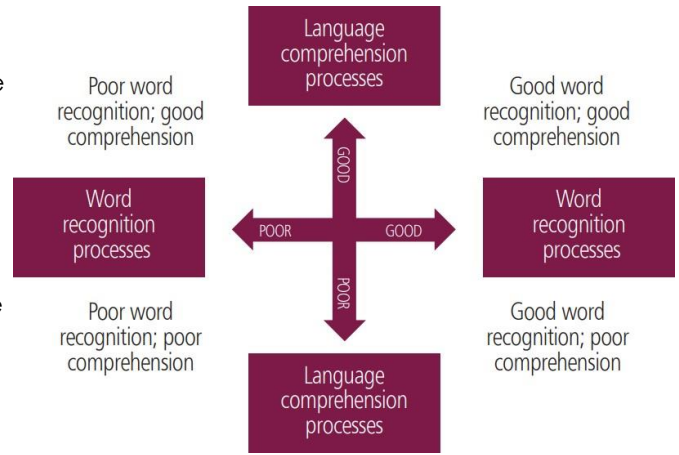 Language
comprehension
processes
e
Poor word
recognition; good
comprehension
Good word
recognition; good
comprehension
GOOD
Word
recognition
processes
POOR
GOOD
Word
recognition
processes
POOR
e
Poor word
recognition; poor
comprehension
Good word
recognition; poor
comprehension
Language
comprehension
processes